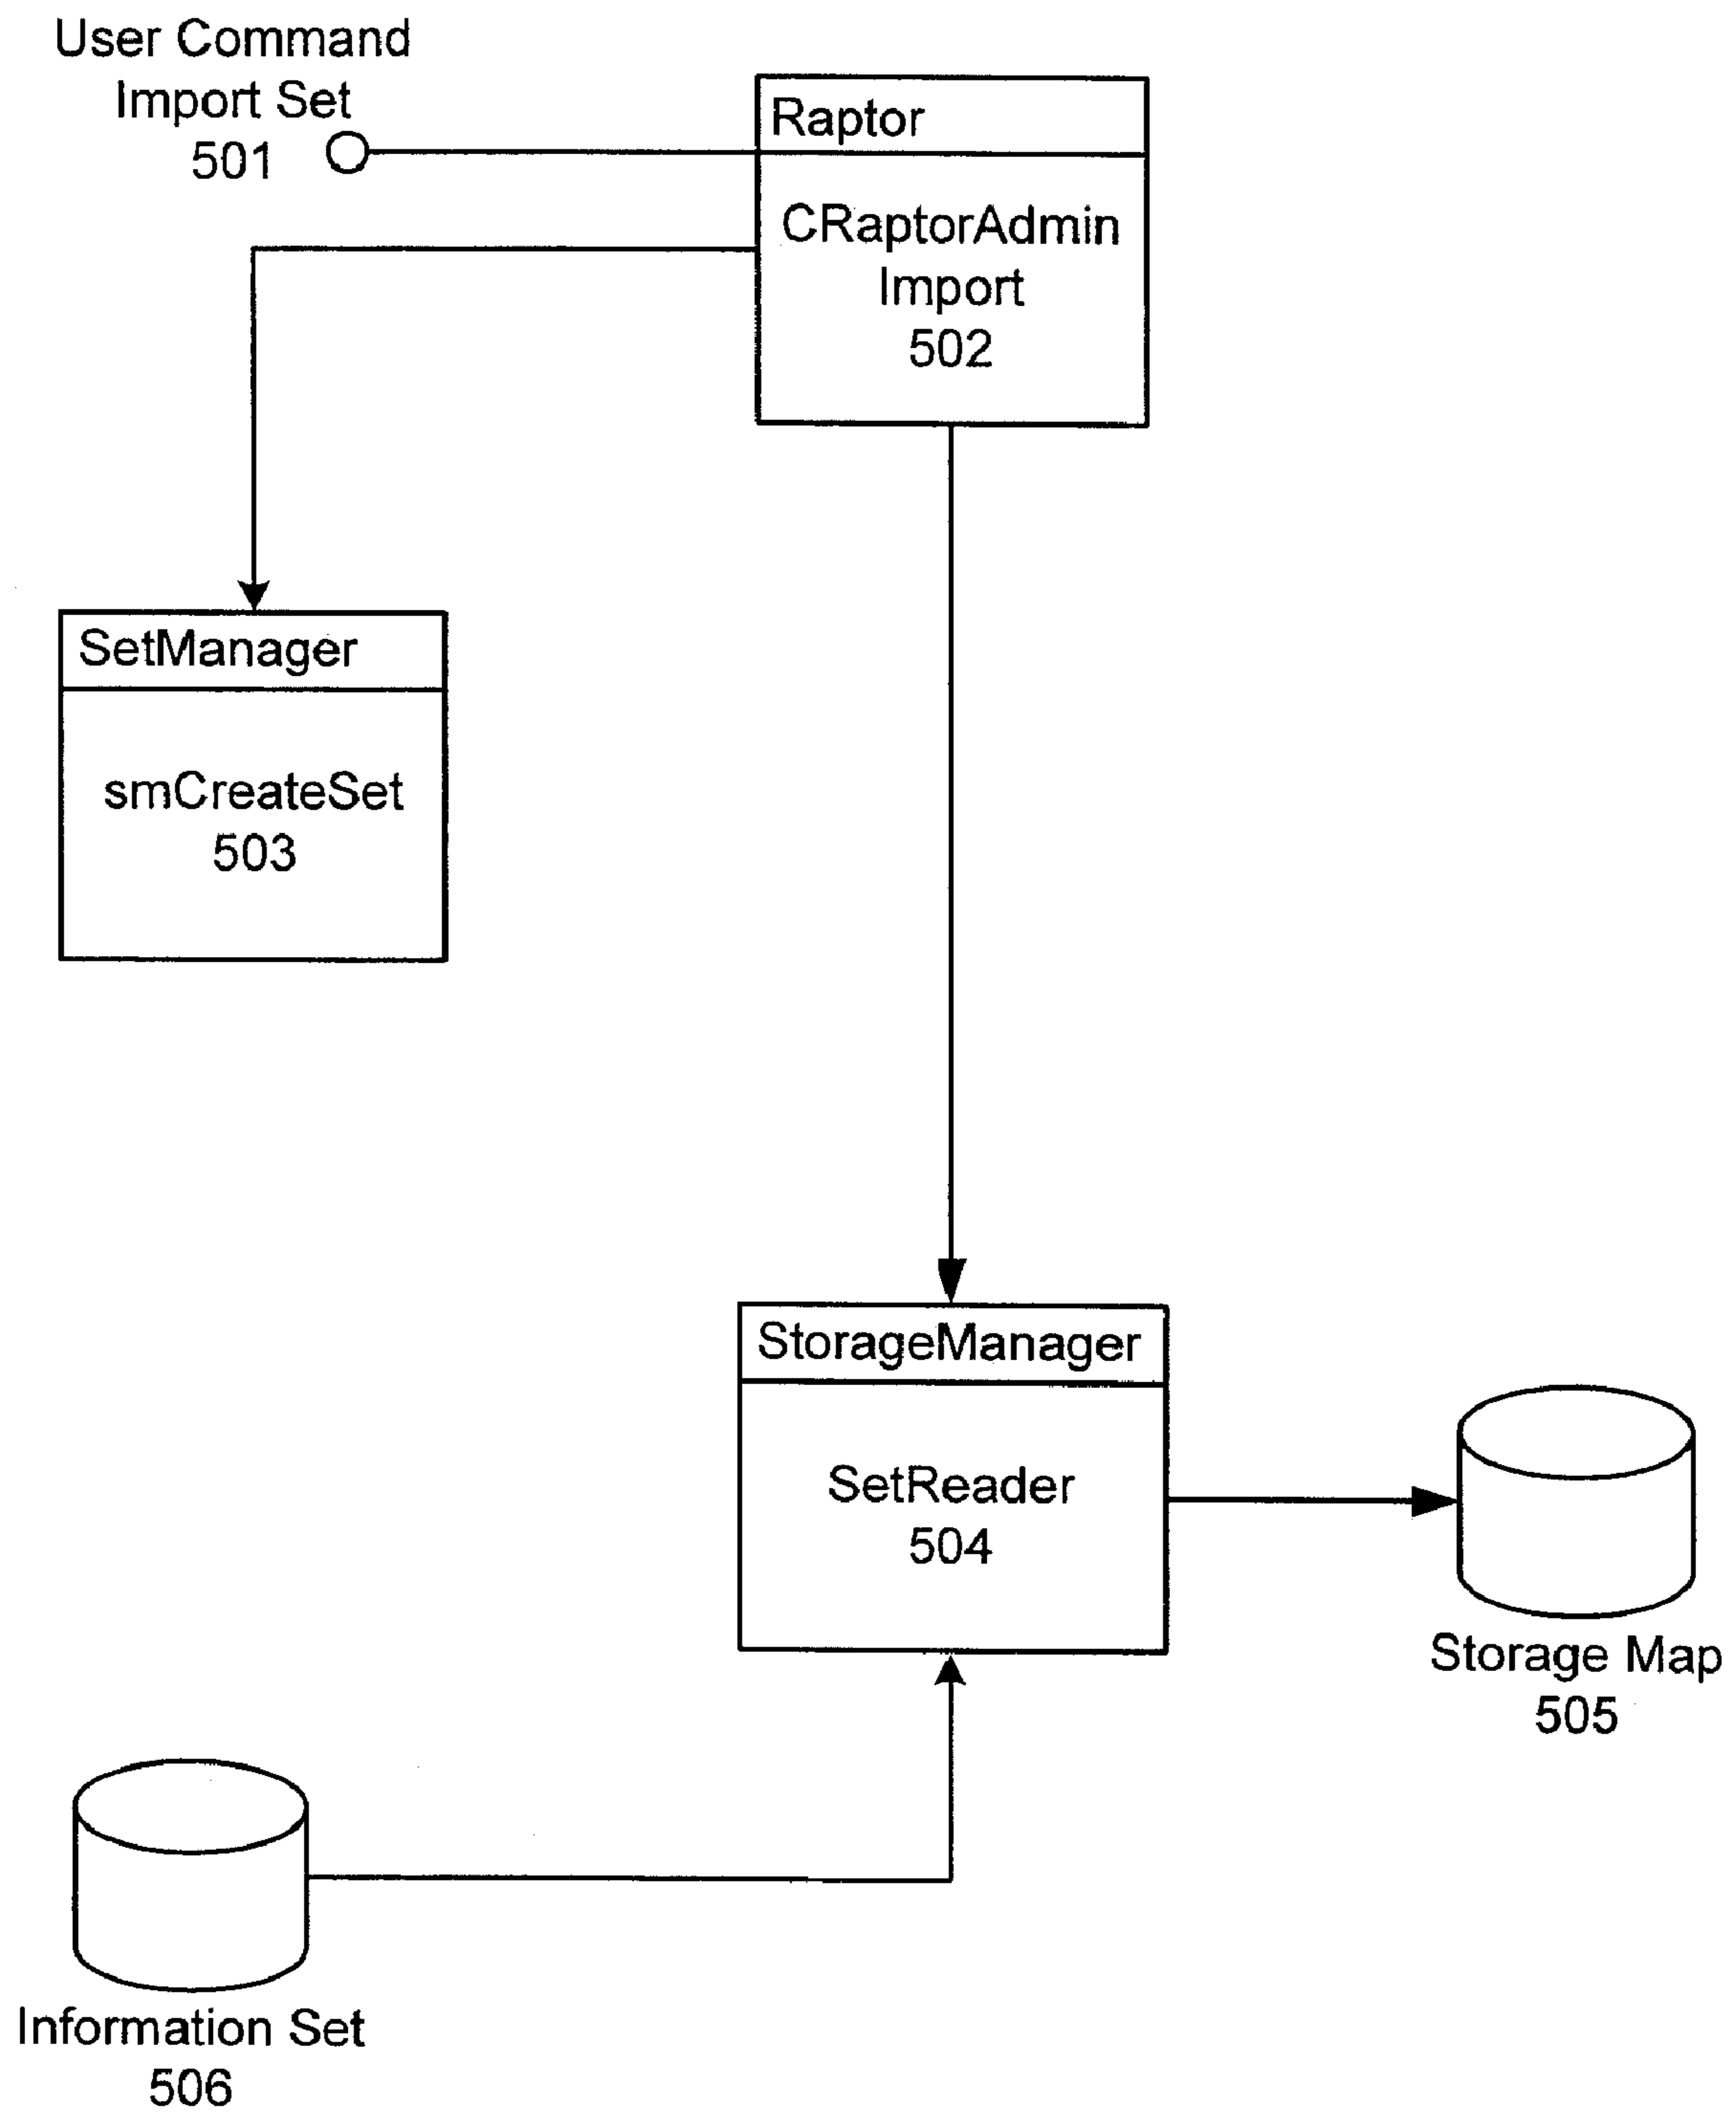 User Command
Import Set
501
Raptor
CRaptorAdmin
Import
502
SetManager
smCreateSet
503
StorageManager
SetReader
504
Storage Map
505
Information Set
506